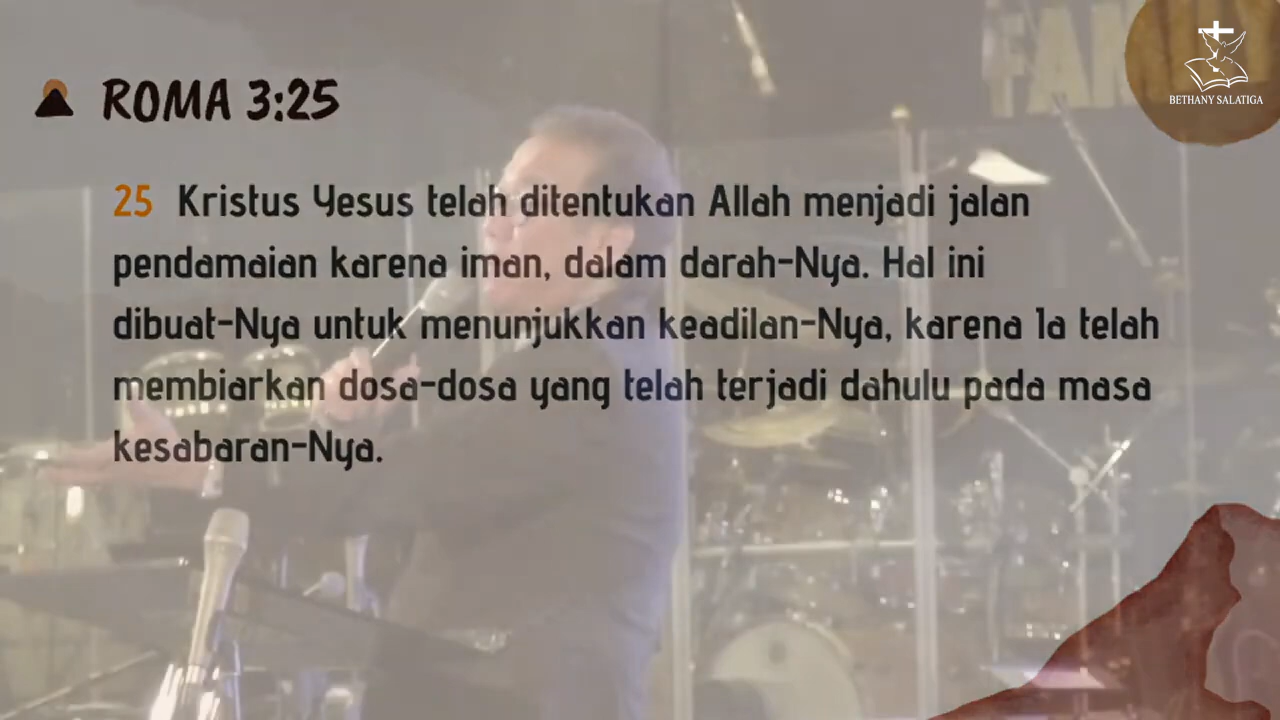 ROMA 3:25
25 Kristus Yesus telah ditentukan Allah menjadi jalan
pendamaian karena iman, dalam darah-Nya. Hal ini
dibuat-Nya untuk menunjukkan keadilan-Nya, karena Ia telah
membiarkan dosa-dosa yang telah terjadi dahulu pada masa
kesabaran-Nya.
BETHANY SALATIGA